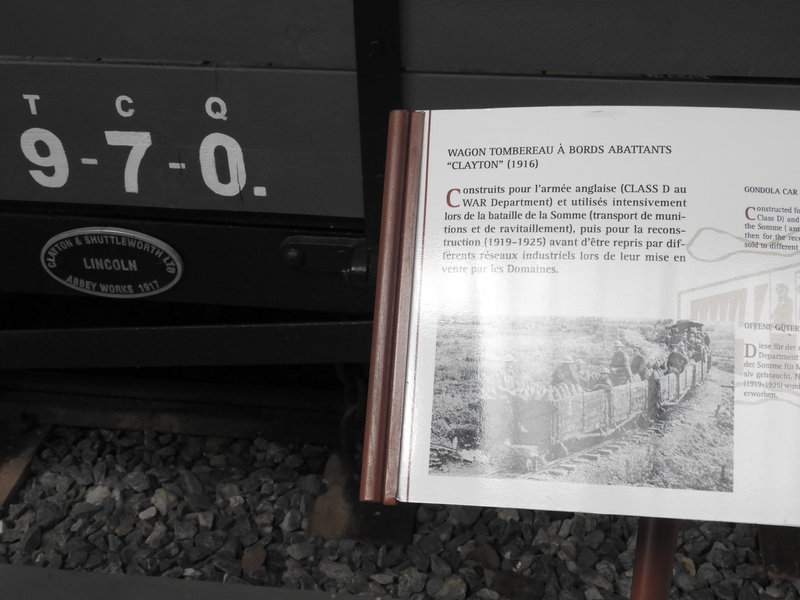 T C Q
9-7-0.
CLAYTON & SHUTTLEWORTH LTD
LINCOLN
ABBEY WORKS 1917
WAGON TOMBEREAU À BORDS ABATTANTS
"CLAYTON" (1916)
Construits pour l'armée anglaise (CLASS D au
WAR Department) et utilisés intensivement
lors de la bataille de la Somme (transport de muni-
tions et de ravitaillement), puis pour la recons-
truction (1919-1925) avant d'être repris par dif-
férents réseaux industriels lors de leur mise en
vente par les Domaines.
GONDOLA CAR
Constructed fo
Class D) and
the Somme ( am
then for the reco
sold to different
OFFENE GÜTER
Diese für der
Department
der Somme für M
siv gebraucht. N
(1919-1925) wurd
erworben.